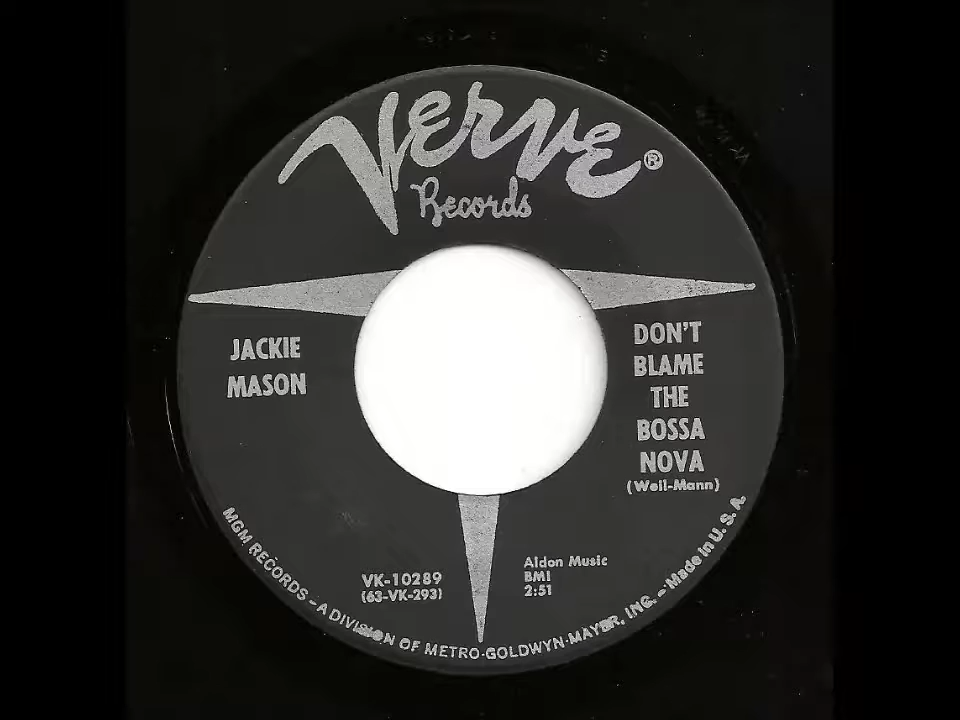 Verve®
Records
JACKIE
MASON
DON'T
BLAME
THE
BOSSA
NOVA
(Weil-Mann)
VK-10289
(63-VK-293)
Aldon Music
BMI
2:51
MGM RECORDS - A DIVISION OF METRO-GOLDWYN-MAYER, INC. - Made in U. S. A.